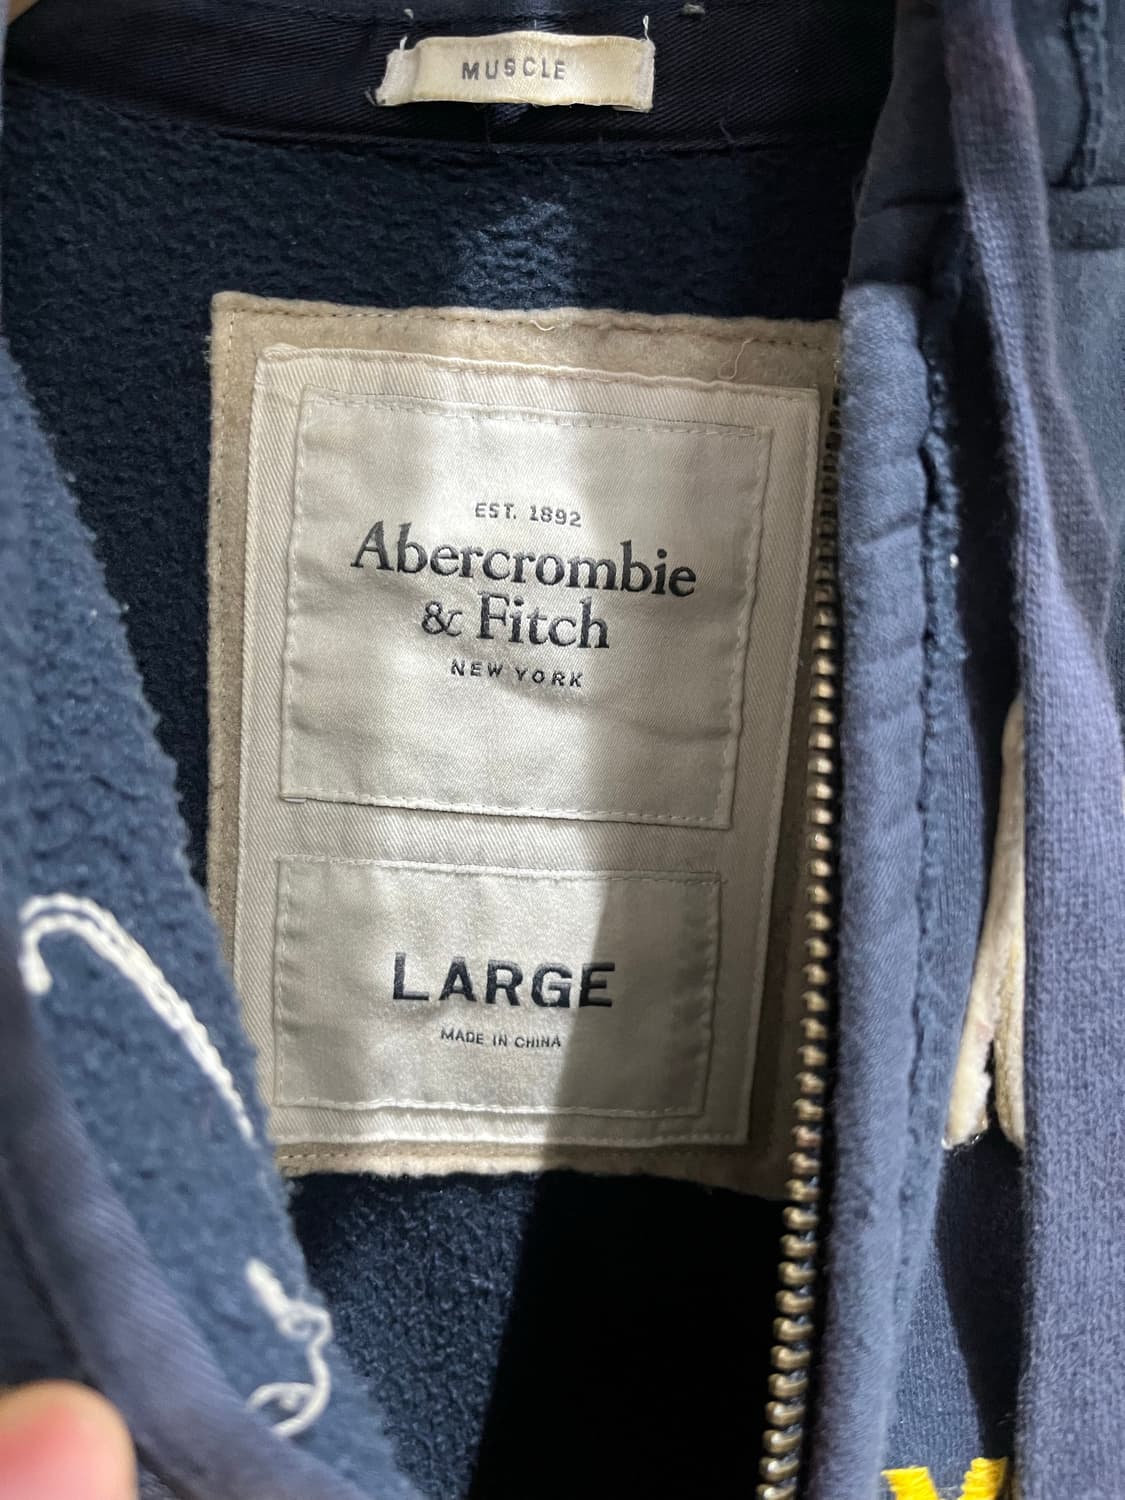 MUSCLE
EST. 1892
Abercrombie
& Fitch
NEW YORK
LARGE
MADE IN CHINA